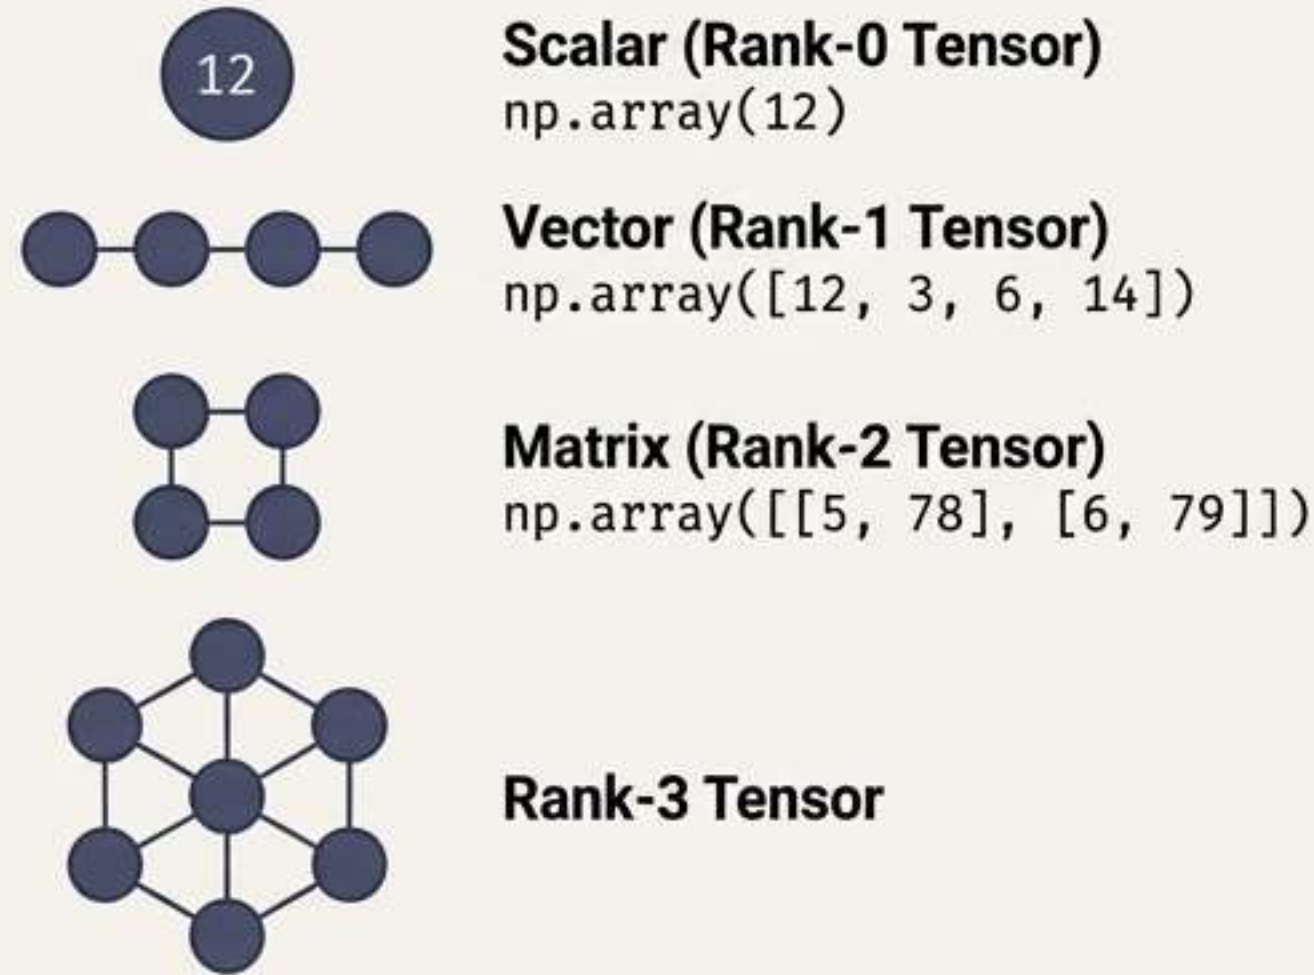 12
Scalar (Rank-0 Tensor)
np.array(12)
Vector (Rank-1 Tensor)
np.array([12, 3, 6, 14])
Matrix (Rank-2 Tensor)
np.array([[5, 78], [6, 79]])
Rank-3 Tensor